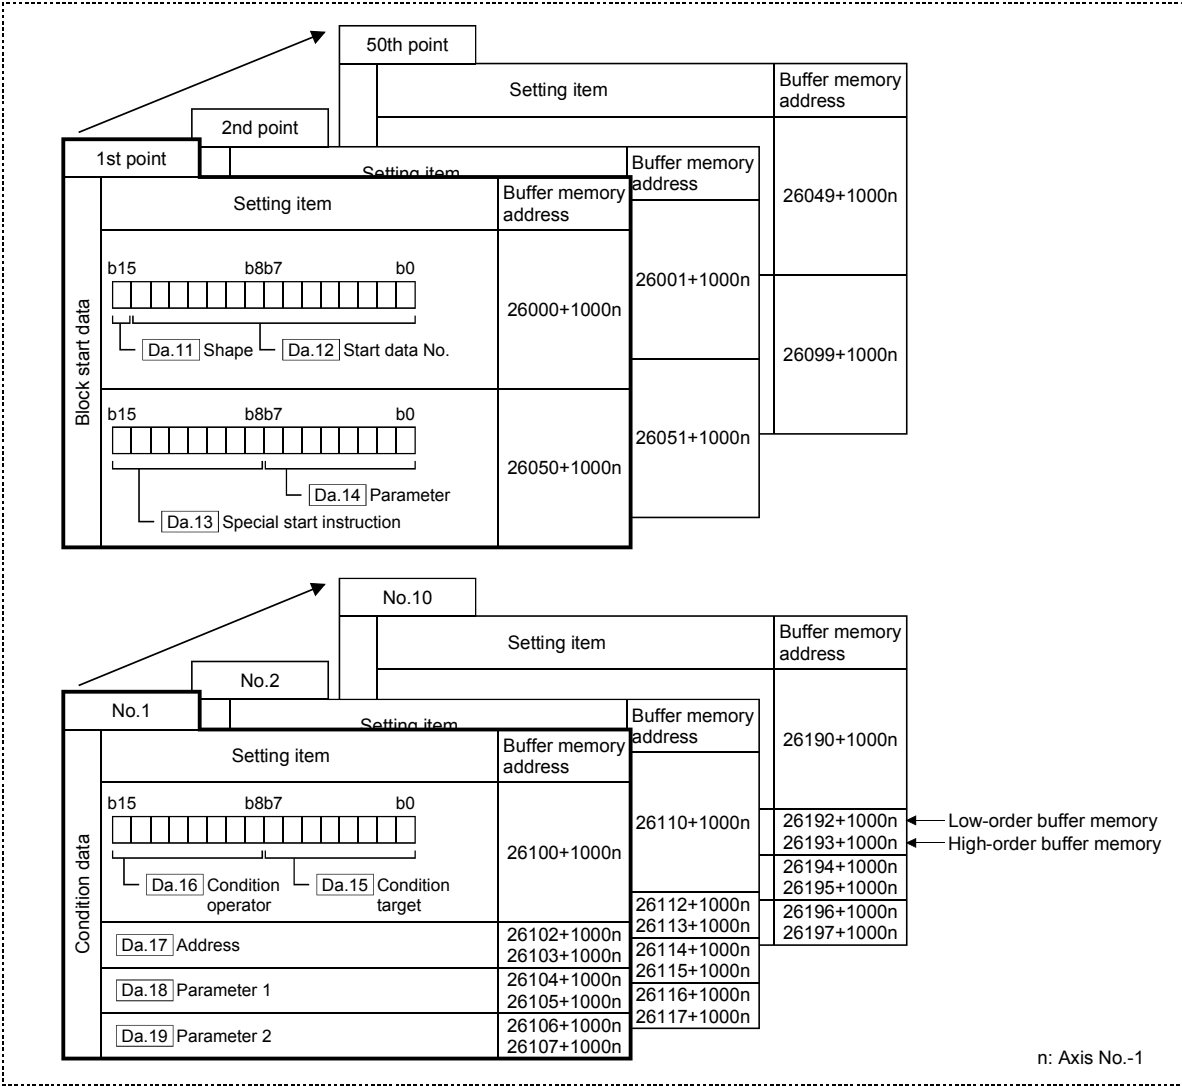 50th point
Setting item
Buffer memory
address
26049+1000n
26099+1000n
2nd point
Setting item
Buffer memory
address
26001+1000n
26051+1000n
1st point
Block start data
Setting item
Buffer memory
address
b15 b8b7 b0
Da.11 Shape Da.12 Start data No.
26000+1000n
b15 b8b7 b0
Da.14 Parameter
Da.13 Special start instruction
26050+1000n
No.10
Setting item
Buffer memory
address
26190+1000n
26192+1000n Low-order buffer memory
26193+1000n High-order buffer memory
26194+1000n
26195+1000n
26196+1000n
26197+1000n
No.2
Setting item
Buffer memory
address
26110+1000n
26112+1000n
26113+1000n
26114+1000n
26115+1000n
26116+1000n
26117+1000n
No.1
Condition data
Setting item
Buffer memory
address
b15 b8b7 b0
Da.16 Condition
operator
Da.15 Condition
target
26100+1000n
Da.17 Address
26102+1000n
26103+1000n
Da.18 Parameter 1
26104+1000n
26105+1000n
Da.19 Parameter 2
26106+1000n
26107+1000n
n: Axis No.-1